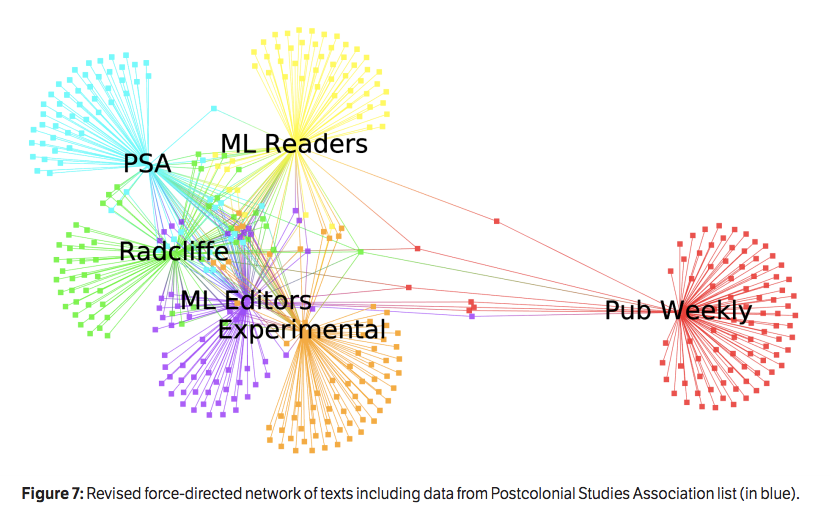 ML Readers
PSA
Radcliffe
ML Editors
Experimental
Pub Weekly
Figure 7: Revised force-directed network of texts including data from Postcolonial Studies Association list (in blue).